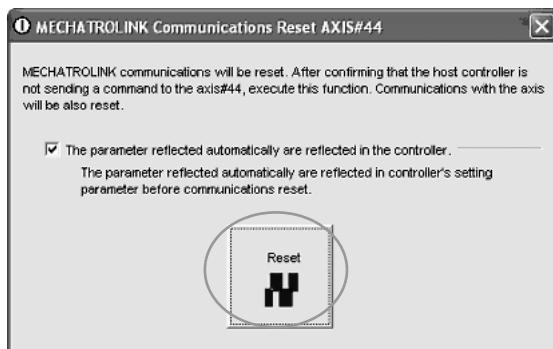 MECHATROLINK Communications Reset AXIS#44
MECHATROLINK communications will be reset. After confirming that the host controller is
not sending a command to the axis#44, execute this function. Communications with the axis
will be also reset.
The parameter reflected automatically are reflected in the controller.
The parameter reflected automatically are reflected in controller's setting
parameter before communications reset.
Reset